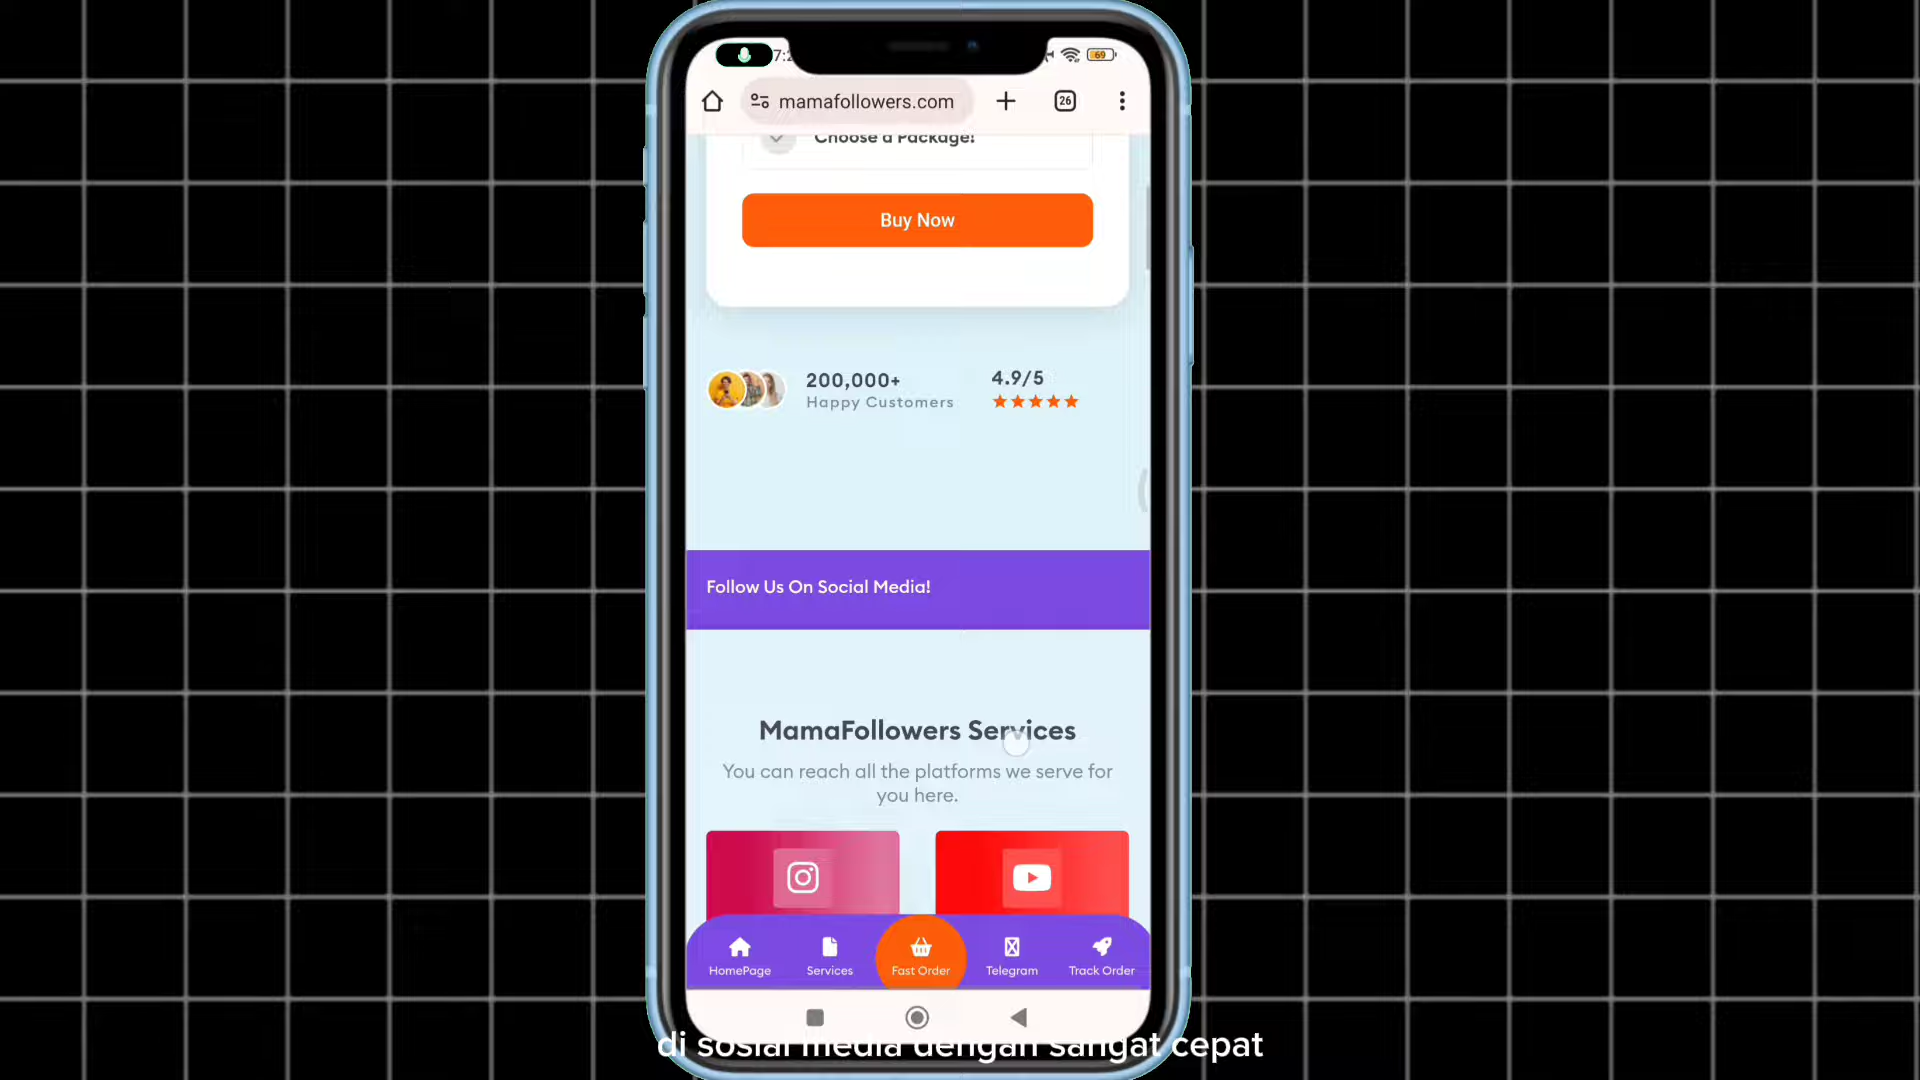 mamafollowers.com
26
69
Choose a Package!
Buy Now
200,000+
Happy Customers
4.9/5
Follow Us On Social Media!
MamaFollowers Services
You can reach all the platforms we serve for
you here.
HomePage
Services
Fast Order
Telegram
Track Order
di sosial media dengan sangat cepat